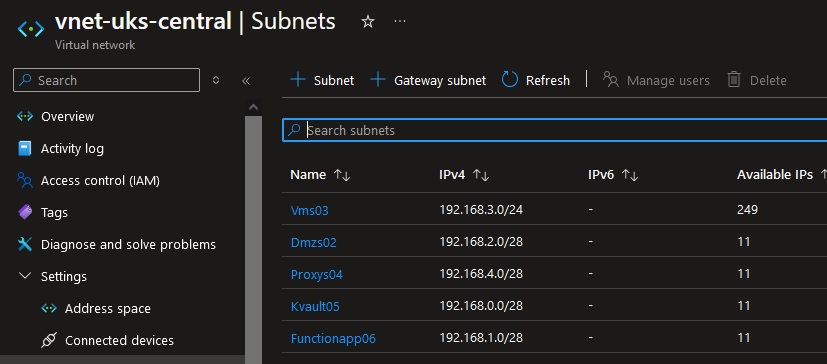 vnet-uks-central | Subnets
Virtual network
Search
Subnet Gateway subnet Refresh Manage users Delete
Overview
Search subnets
Activity log
Name IPv4 IPv6 Available IPs
Access control (IAM)
Vms03 192.168.3.0/24 - 249
Tags
Dmzs02 192.168.2.0/28 - 11
Diagnose and solve problems
Proxys04 192.168.4.0/28 - 11
Settings
Kvault05 192.168.0.0/28 - 11
Address space
Functionapp06 192.168.1.0/28 - 11
Connected devices